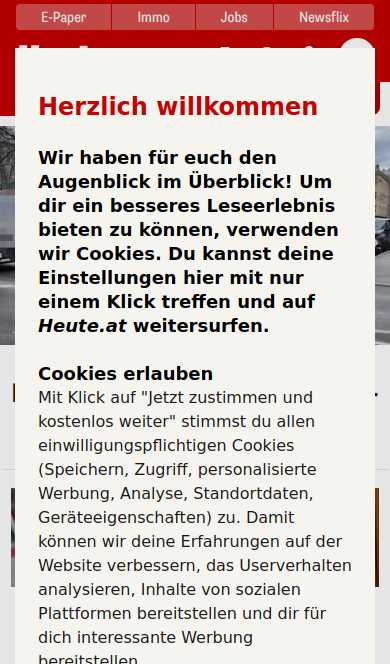 E-Paper Immo Jobs Newsflix
Herzlich willkommen
Wir haben für euch den
Augenblick im Überblick! Um
dir ein besseres Leseerlebnis
bieten zu können, verwenden
wir Cookies. Du kannst deine
Einstellungen hier mit nur
einem Klick treffen und auf
Heute.at weitersurfen.
Cookies erlauben
Mit Klick auf "Jetzt zustimmen und
kostenlos weiter" stimmst du allen
einwilligungspflichtigen Cookies
(Speichern, Zugriff, personalisierte
Werbung, Analyse, Standortdaten,
Geräteeigenschaften) zu. Damit
können wir deine Erfahrungen auf der
Website verbessern, das Userverhalten
analysieren, Inhalte von sozialen
Plattformen bereitstellen und dir für
dich interessante Werbung
bereitstellen